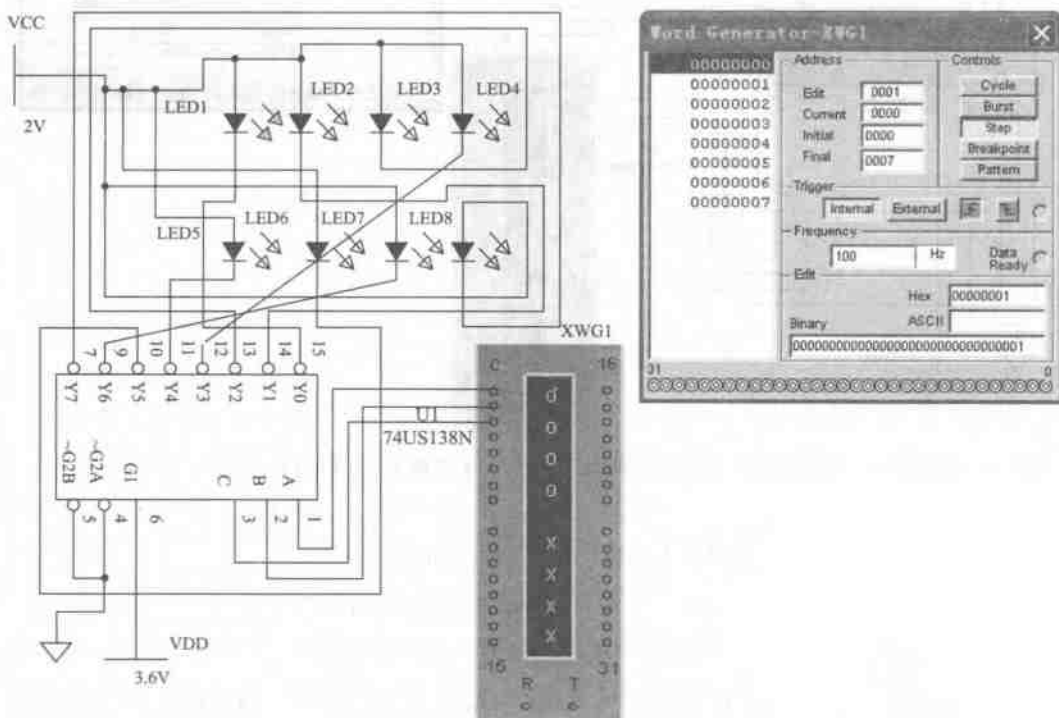 VCC
2V
LED1
LED2
LED3
LED4
LED5
LED6
LED7
LED8
7
9
10
11
12
13
14
15
Y7
Y6
Y5
Y4
Y3
Y2
Y1
Y0
~G2B
~G2A
G1
C
B
A
5
4
6
3
2
1
U1
74US138N
VDD
3.6V
XWG1
0
16
d
o
o
o
X
X
X
X
15
31
R
T
Word Generator-XWG1
00000000
00000001
00000002
00000003
00000004
00000005
00000006
00000007
Address
Edit 0001
Current 0000
Initial 0000
Final 0007
Controls
Cycle
Burst
Step
Breakpoint
Pattern
Trigger
Internal
External
Frequency
100 Hz
Data Ready
Edit
Hex 00000001
ASCII
Binary
00000000000000000000000000000001
31
0